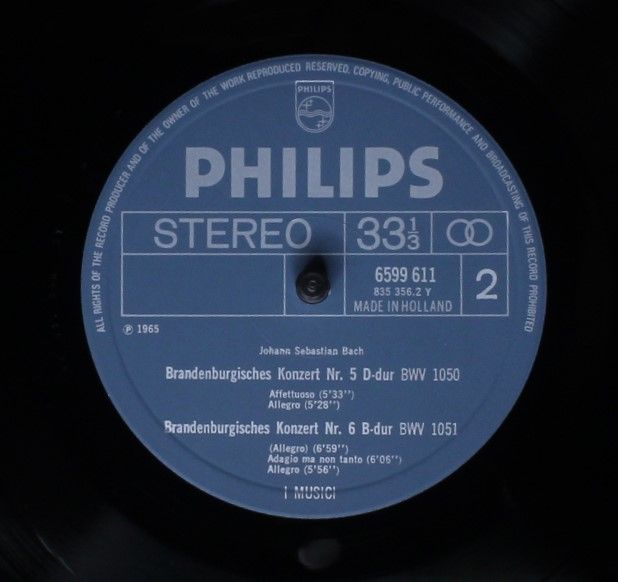 ALL RIGHTS OF THE RECORD PRODUCER AND OF THE OWNER OF THE WORK REPRODUCED RESERVED. COPYING, PUBLIC PERFORMANCE AND BROADCASTING OF THIS RECORD PROHIBITED
PHILIPS
PHILIPS
STEREO 33 1/3
6599 611
835 356.2 Y
MADE IN HOLLAND
2
℗ 1965
Johann Sebastian Bach
Brandenburgisches Konzert Nr. 5 D-dur BWV 1050
Affettuoso (5'33'')
Allegro (5'28'')
Brandenburgisches Konzert Nr. 6 B-dur BWV 1051
(Allegro) (6'59'')
Adagio ma non tanto (6'06'')
Allegro (5'56'')
I MUSICI